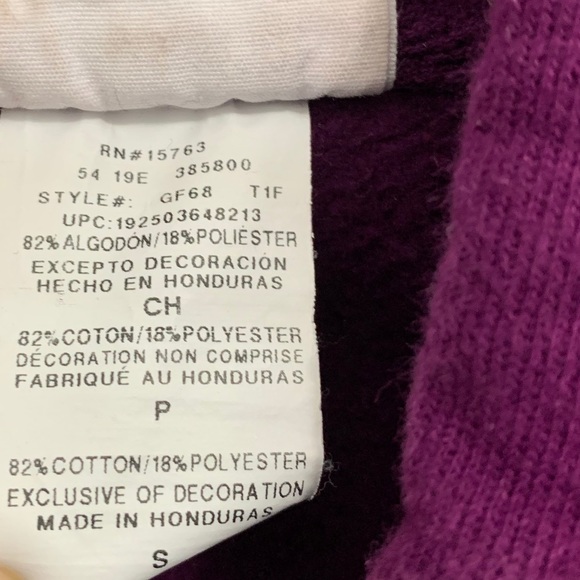 RN#15763
54 19E 385800
STYLE#: GF68 T1F
UPC:192503648213
82%ALGODÓN/18%POLIÉSTER
EXCEPTO DECORACIÓN
HECHO EN HONDURAS
CH
82%COTON/18%POLYESTER
DÉCORATION NON COMPRISE
FABRIQUÉ AU HONDURAS
P
82%COTTON/18%POLYESTER
EXCLUSIVE OF DECORATION
MADE IN HONDURAS
S